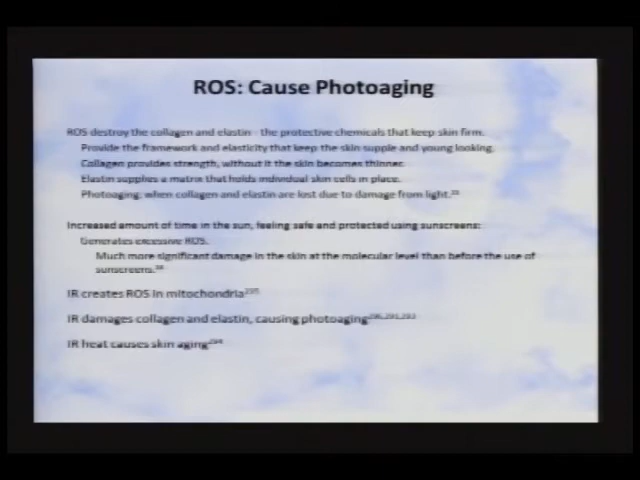 ROS: Cause Photoaging
ROS destroy the collagen and elastin - the protective chemicals that keep skin firm.
Provide the framework and elasticity that keep the skin supple and young looking.
Collagen provides strength, without it the skin becomes thinner.
Elastin supplies a matrix that holds individual skin cells in place.
Photoaging: when collagen and elastin are lost due to damage from light.
Increased amount of time in the sun, feeling safe and protected using sunscreens:
Generates excessive ROS.
Much more significant damage in the skin at the molecular level than before the use of
sunscreens.
IR creates ROS in mitochondria
IR damages collagen and elastin, causing photoaging
IR heat causes skin aging